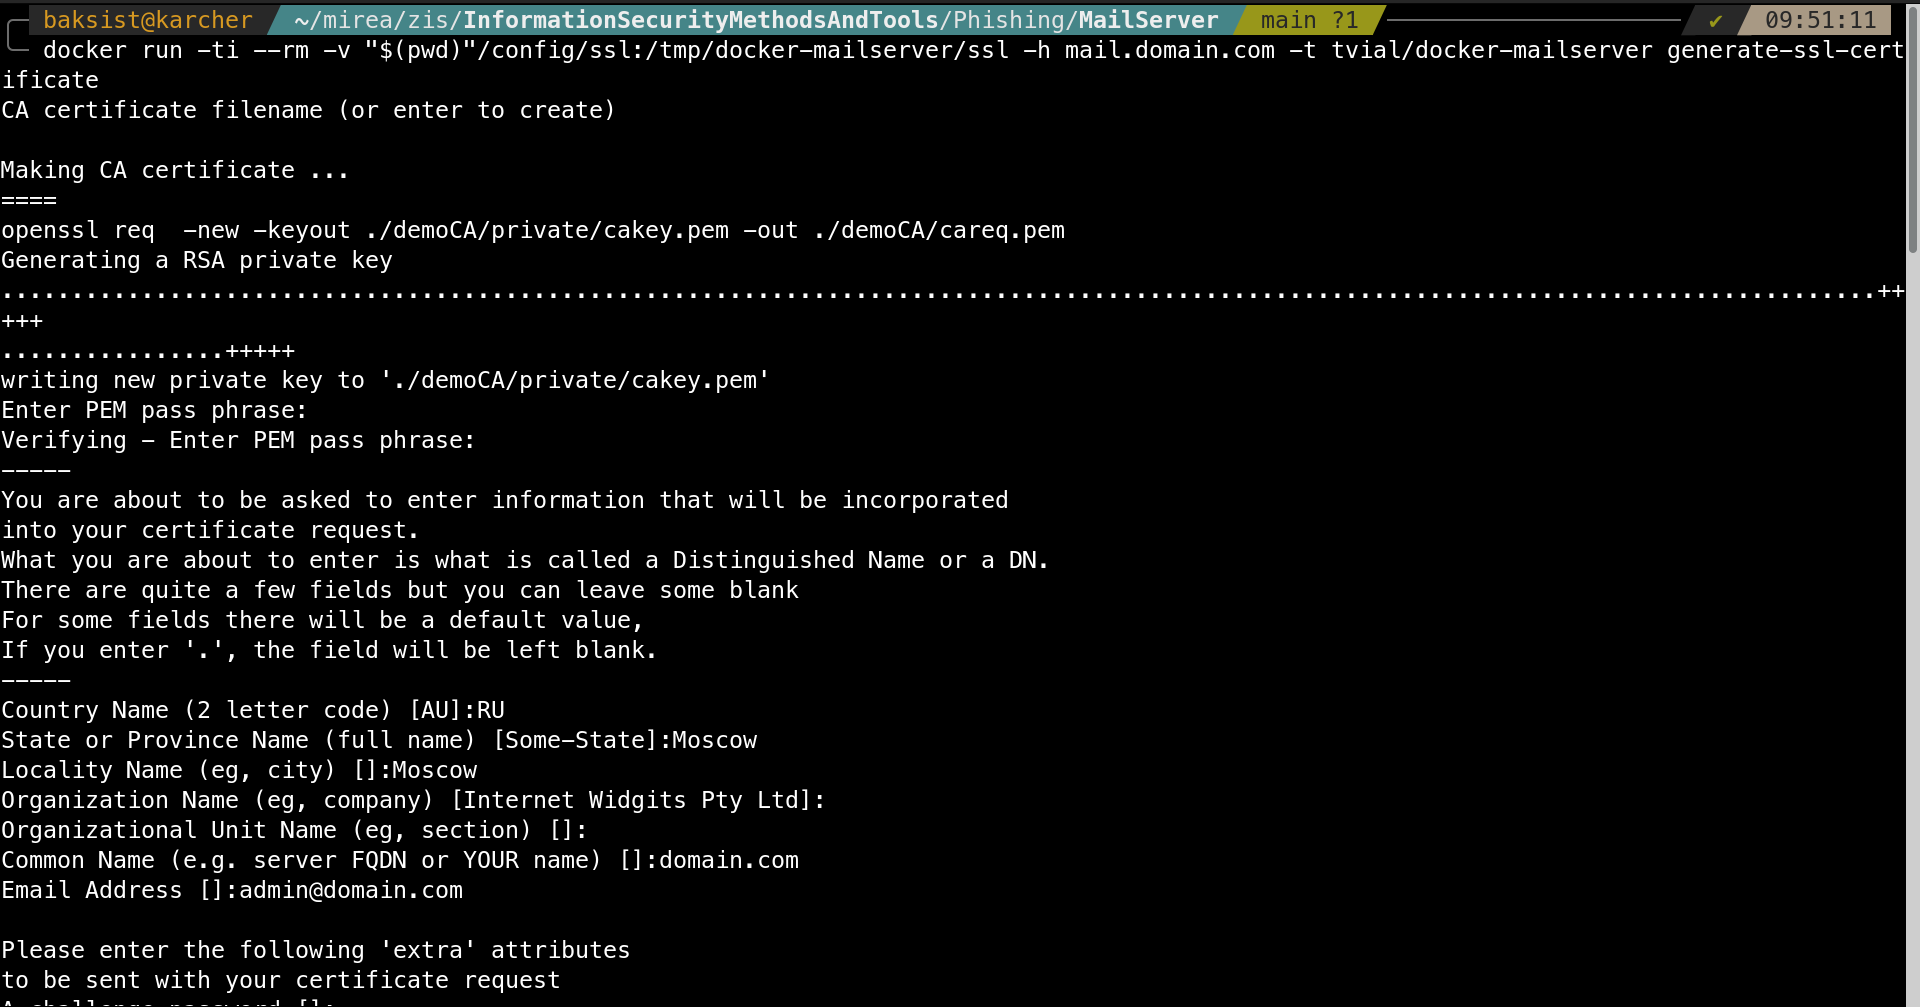 baksist@karcher ~/mirea/zis/InformationSecurityMethodsAndTools/Phishing/MailServer main ?1 ✔ 09:51:11
docker run -ti --rm -v "$(pwd)"/config/ssl:/tmp/docker-mailserver/ssl -h mail.domain.com -t tvial/docker-mailserver generate-ssl-cert
ificate
CA certificate filename (or enter to create)

Making CA certificate ...
====
openssl req  -new -keyout ./demoCA/private/cakey.pem -out ./demoCA/careq.pem
Generating a RSA private key
......................................................................................................................................++
+++
................+++++
writing new private key to './demoCA/private/cakey.pem'
Enter PEM pass phrase:
Verifying - Enter PEM pass phrase:
-----
You are about to be asked to enter information that will be incorporated
into your certificate request.
What you are about to enter is what is called a Distinguished Name or a DN.
There are quite a few fields but you can leave some blank
For some fields there will be a default value,
If you enter '.', the field will be left blank.
-----
Country Name (2 letter code) [AU]:RU
State or Province Name (full name) [Some-State]:Moscow
Locality Name (eg, city) []:Moscow
Organization Name (eg, company) [Internet Widgits Pty Ltd]:
Organizational Unit Name (eg, section) []:
Common Name (e.g. server FQDN or YOUR name) []:domain.com
Email Address []:admin@domain.com

Please enter the following 'extra' attributes
to be sent with your certificate request
A challenge password []: